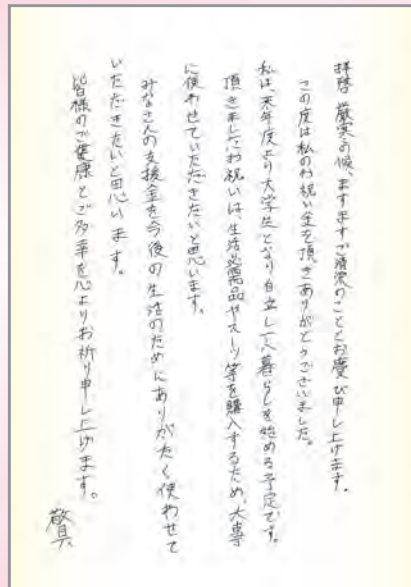 拝啓 厳寒の候、ますますご清栄のこととお慶び申し上げます。
この度は私のお祝い金を頂きありがとうございました。
私は、来年度より大学生となり自立し一人暮らしを始める予定です。
頂きましたお祝いは、生活必需品やスーツ等を購入するため、大事
に使わせていただきたいと思います。
みなさんの支援金を今後の生活のためにありがたく使わせて
いただきたいと思います。
皆様のご健康とご多幸を心よりお祈り申し上げます。
敬具